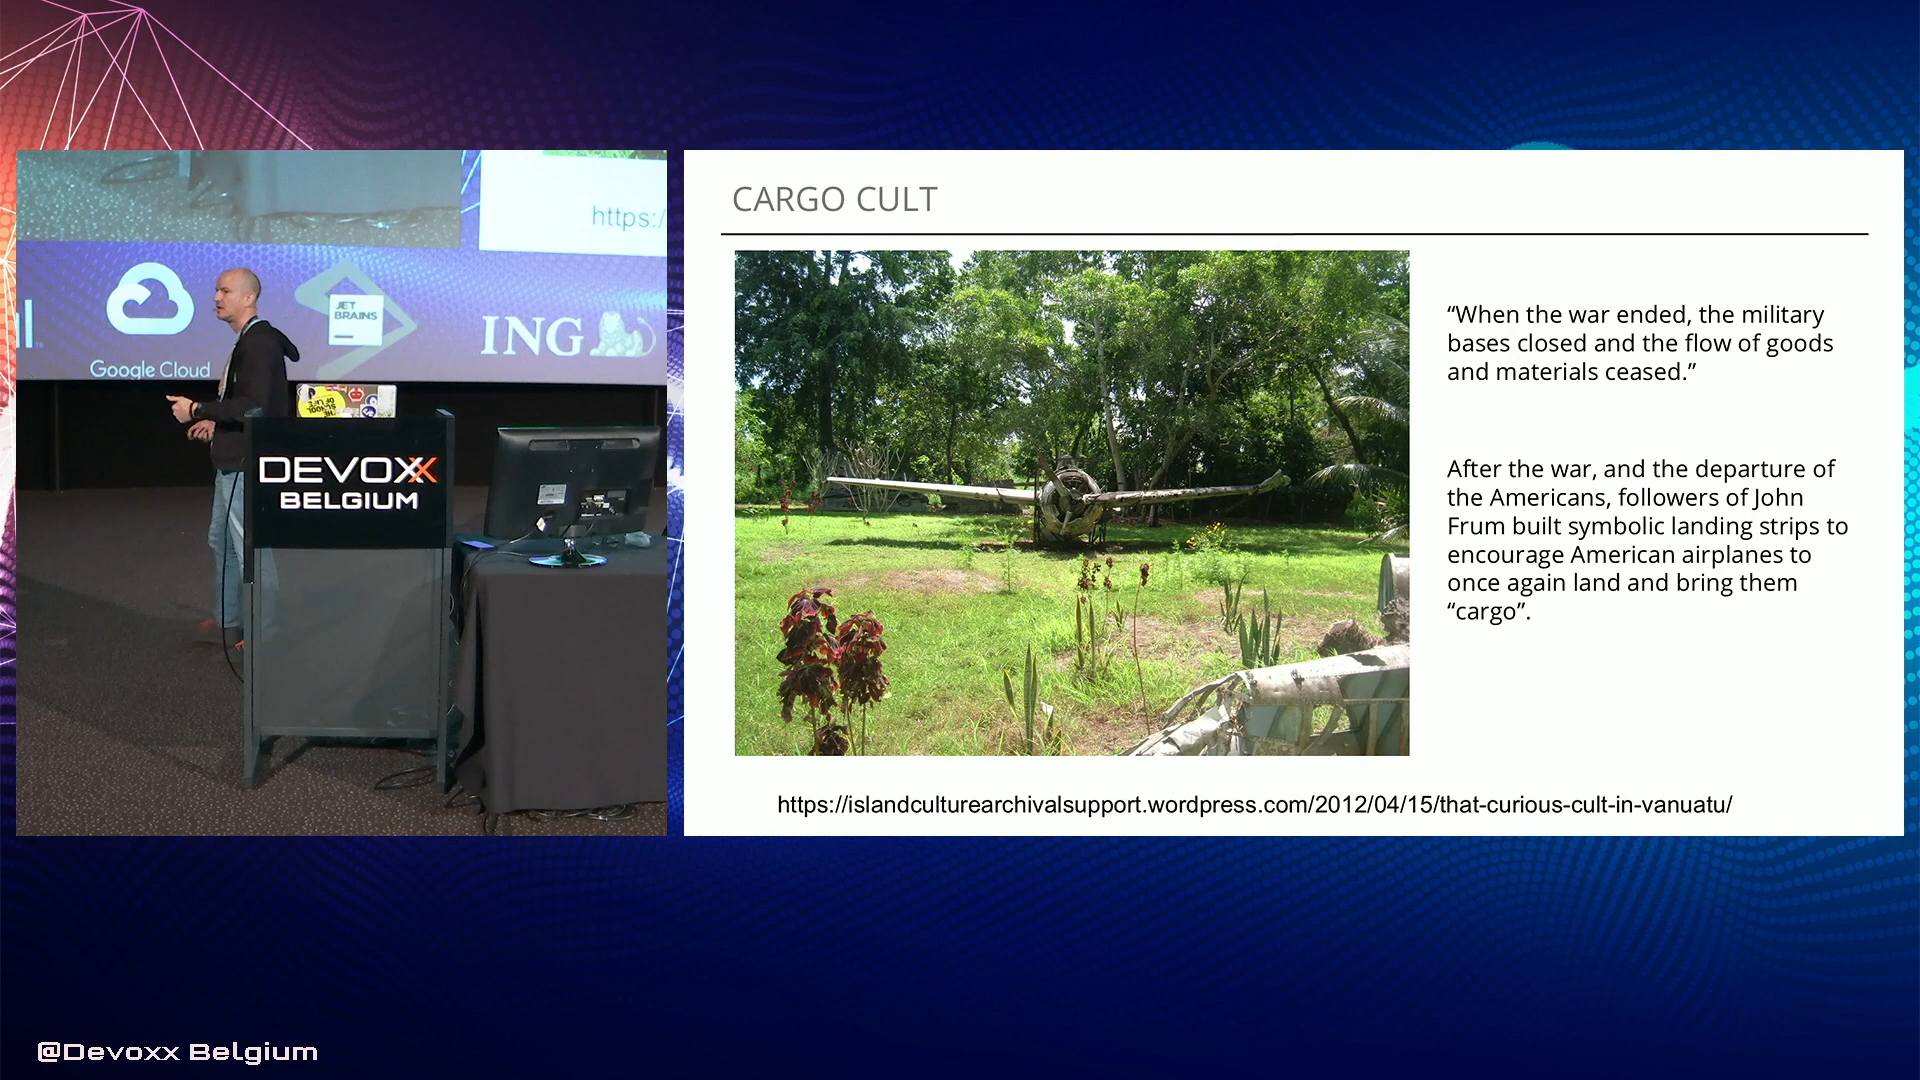 https:/
Google Cloud
JET
BRAINS
ING
DEVOXX
BELGIUM
CARGO CULT
“When the war ended, the military
bases closed and the flow of goods
and materials ceased.”
After the war, and the departure of
the Americans, followers of John
Frum built symbolic landing strips to
encourage American airplanes to
once again land and bring them
“cargo”.
https://islandculturearchivalsupport.wordpress.com/2012/04/15/that-curious-cult-in-vanuatu/
@Devoxx Belgium